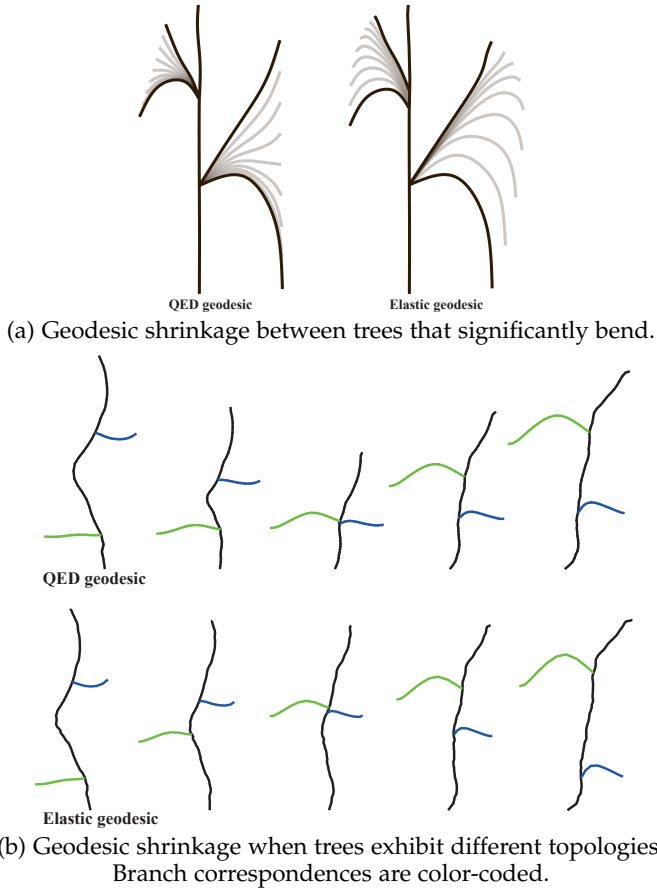 QED geodesic Elastic geodesic
(a) Geodesic shrinkage between trees that significantly bend.
QED geodesic
Elastic geodesic
b) Geodesic shrinkage when trees exhibit different topologies
Branch correspondences are color-coded.